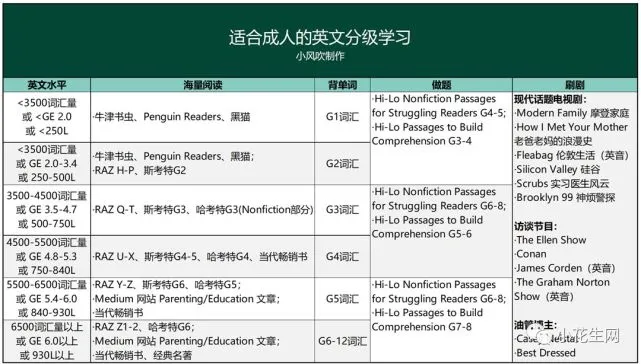 适合成人的英文分级学习
小风吹制作
英文水平
海量阅读
背单词
做题
刷剧
<3500词汇量
或 <GE 2.0
或 <250L
·牛津书虫、Penguin Readers、黑猫
G1词汇
·Hi-Lo Nonfiction Passages
for Struggling Readers G4-5;
·Hi-Lo Passages to Build
Comprehension G3-4
<3500词汇量
或 GE 2.0-3.4
或 250-500L
·牛津书虫、Penguin Readers、黑猫；
·RAZ H-P、斯考特G2
G2词汇
3500-4500词汇量
或 GE 3.5-4.7
或 500-750L
·RAZ Q-T、斯考特G3、哈考特G3(Nonfiction部分)
G3词汇
·Hi-Lo Nonfiction Passages
for Struggling Readers G6-8;
·Hi-Lo Passages to Build
Comprehension G5-6
4500-5500词汇量
或 GE 4.8-5.3
或 750-840L
·RAZ U-X、斯考特G4-5、哈考特G4、当代畅销书
G4词汇
5500-6500词汇量
或 GE 5.4-6.0
或 840-930L
·RAZ Y-Z、斯考特G6、哈考特G5；
·Medium 网站 Parenting/Education 文章；
·当代畅销书
G5词汇
·Hi-Lo Nonfiction Passages
for Struggling Readers G6-8;
·Hi-Lo Passages to Build
Comprehension G7-8
6500词汇量以上
或 GE 6.0以上
或 930L以上
·RAZ Z1-2、哈考特G6；
·Medium 网站 Parenting/Education 文章；
·当代畅销书、经典名著
G6-12词汇
现代话题电视剧：
·Modern Family 摩登家庭
·How I Met Your Mother
老爸老妈的浪漫史
·Fleabag 伦敦生活（英音）
·Silicon Valley 硅谷
·Scrubs 实习医生风云
·Brooklyn 99 神烦警探
访谈节目：
·The Ellen Show
·Conan
·James Corden（英音）
·The Graham Norton
Show（英音）
油管博主：
·Casey Neistat
·Best Dressed
小花生网